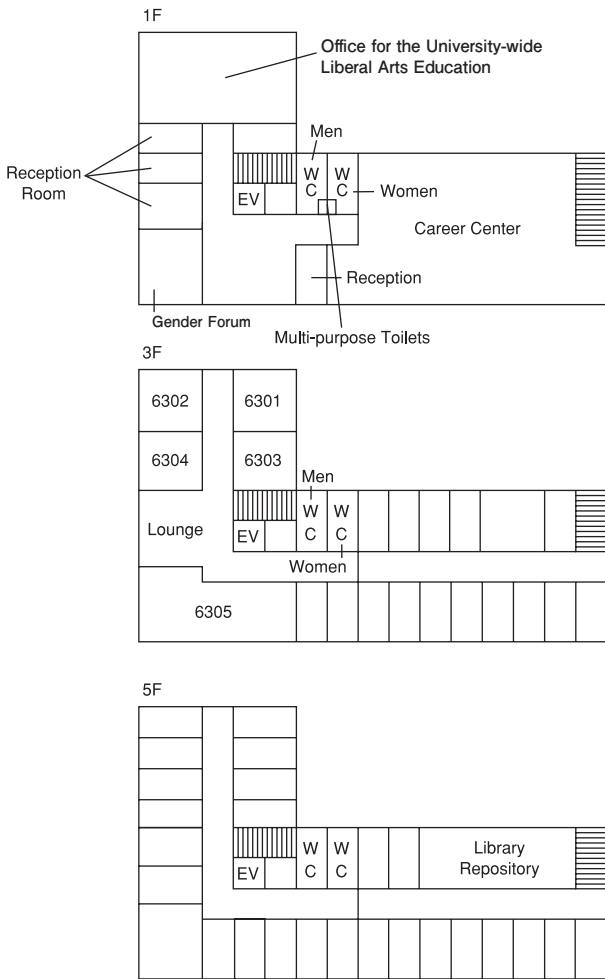 1F
Office for the University-wide
Liberal Arts Education
Men
Reception
Room
W
C
W
C
Women
EV
Career Center
Reception
Gender Forum
Multi-purpose Toilets
3F
6302
6301
6304
6303
Men
Lounge
W
C
W
C
EV
Women
6305
5F
W
C
W
C
EV
Library
Repository